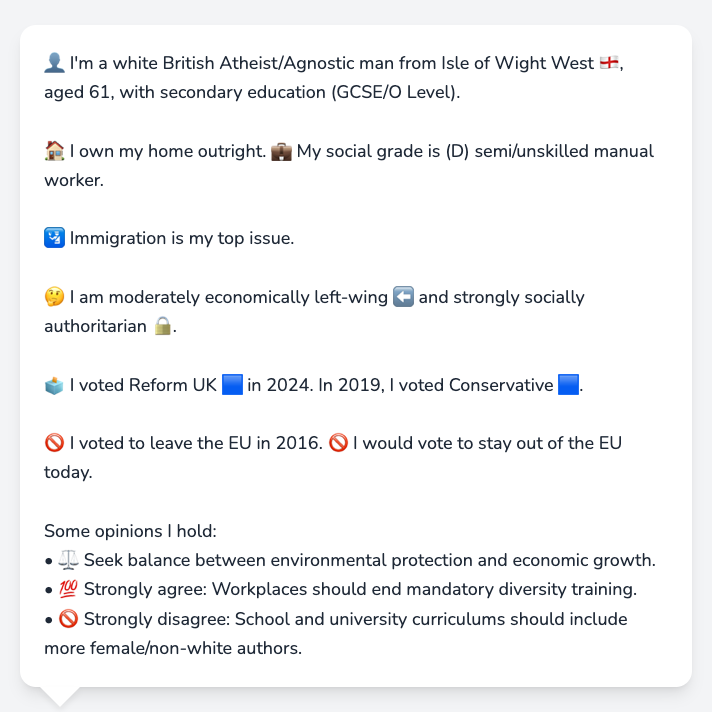 👤 I'm a white British Atheist/Agnostic man from Isle of Wight West 🏴󠁧󠁢󠁥󠁮󠁧󠁿,
aged 61, with secondary education (GCSE/O Level).
🏠 I own my home outright. 💼 My social grade is (D) semi/unskilled manual
worker.
🛂 Immigration is my top issue.
🤔 I am moderately economically left-wing ⬅️ and strongly socially
authoritarian 🔒.
🗳️ I voted Reform UK 🟦 in 2024. In 2019, I voted Conservative 🟦.
🚫 I voted to leave the EU in 2016. 🚫 I would vote to stay out of the EU
today.
Some opinions I hold:
• ⚖️ Seek balance between environmental protection and economic growth.
• 💯 Strongly agree: Workplaces should end mandatory diversity training.
• 🚫 Strongly disagree: School and university curriculums should include
more female/non-white authors.